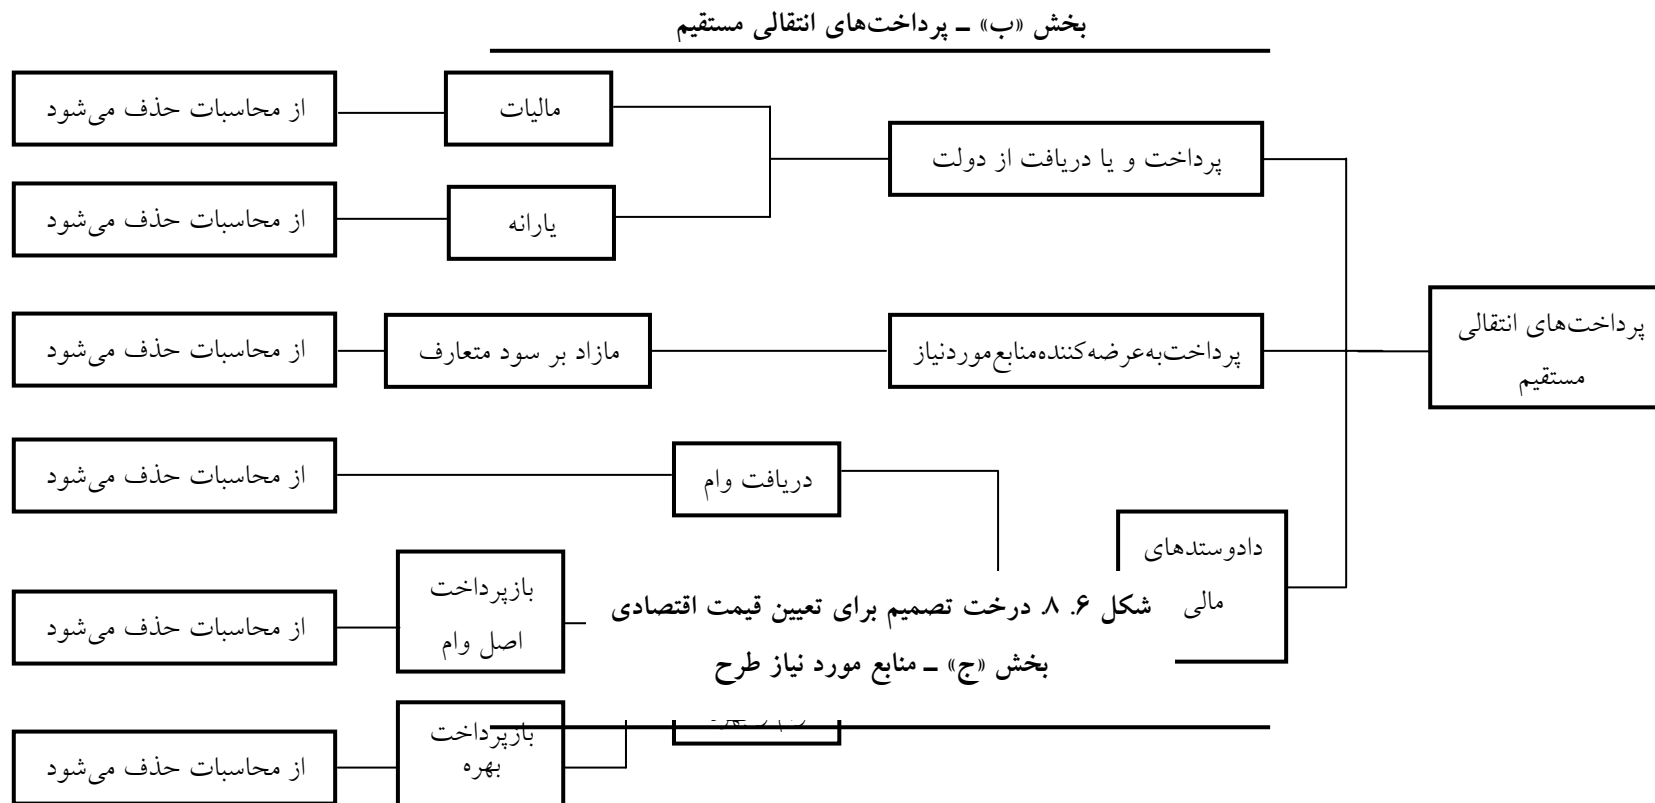 بخش «ب» ـ پرداخت‌های انتقالی مستقیم
پرداخت‌های انتقالی
مستقیم
پرداخت و یا دریافت از دولت
مالیات
از محاسبات حذف می‌شود
یارانه
از محاسبات حذف می‌شود
پرداخت‌به‌عرضه‌کننده‌منابع‌موردنیاز
مازاد بر سود متعارف
از محاسبات حذف می‌شود
دادوستدهای
مالی
دریافت وام
از محاسبات حذف می‌شود
بازپرداخت
اصل وام
از محاسبات حذف می‌شود
بازپرداخت
بهره
از محاسبات حذف می‌شود
شکل ۶. ۸. درخت تصمیم برای تعیین قیمت اقتصادی
بخش «ج» ـ منابع مورد نیاز طرح